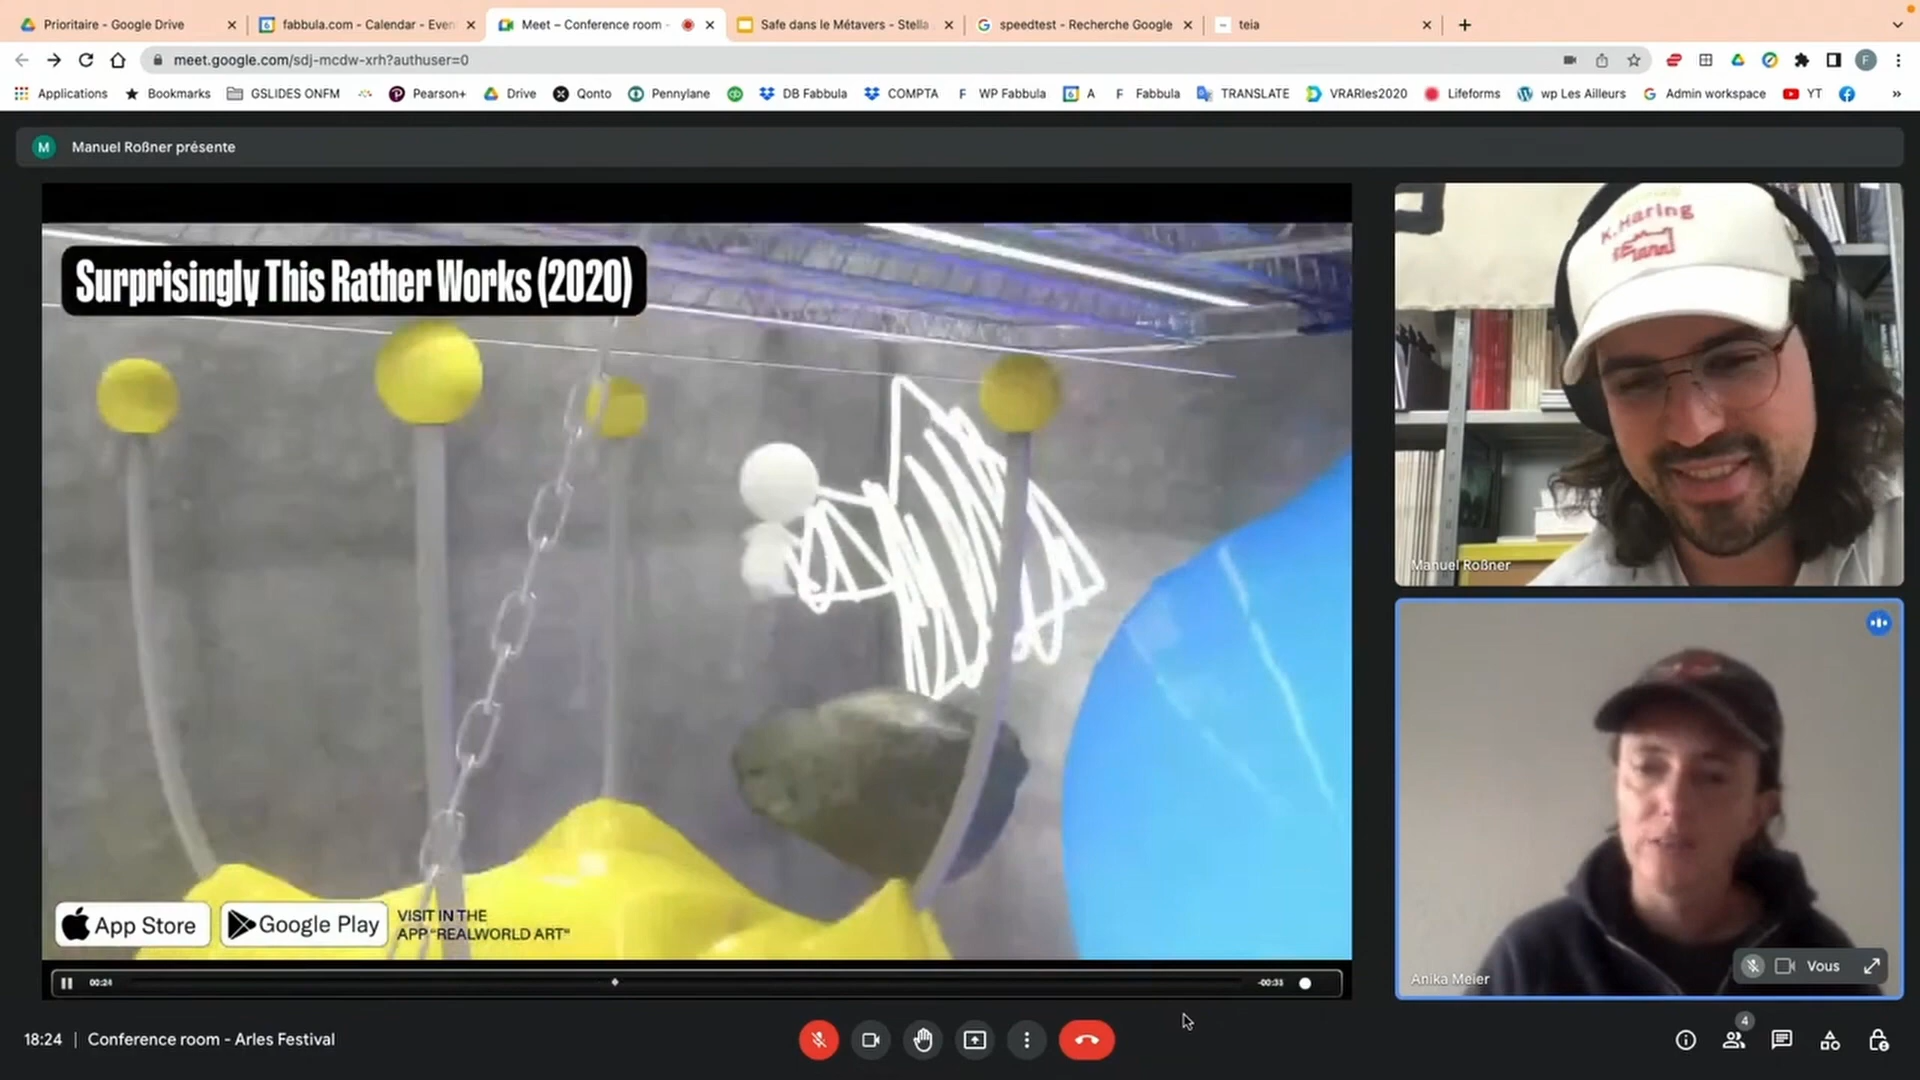 Prioritaire - Google Drive
fabbula.com - Calendar - Even
Meet – Conference room -
Safe dans le Métavers - Stella
speedtest - Recherche Google
teia
meet.google.com/sdj-mcdw-xrh?authuser=0
F
Applications
Bookmarks
GSLIDES ONFM
Pearson+
Drive
Qonto
Pennylane
DB Fabbula
COMPTA
F WP Fabbula
A
F Fabbula
TRANSLATE
VRARles2020
Lifeforms
wp Les Ailleurs
Admin workspace
YT
»
M Manuel Roßner présente
Surprisingly This Rather Works (2020)
App Store
Google Play
VISIT IN THE
APP “REALWORLD ART”
00:24
-00:33
K. Haring
Manuel Roßner
Anika Meier
Vous
18:24 | Conference room - Arles Festival
4